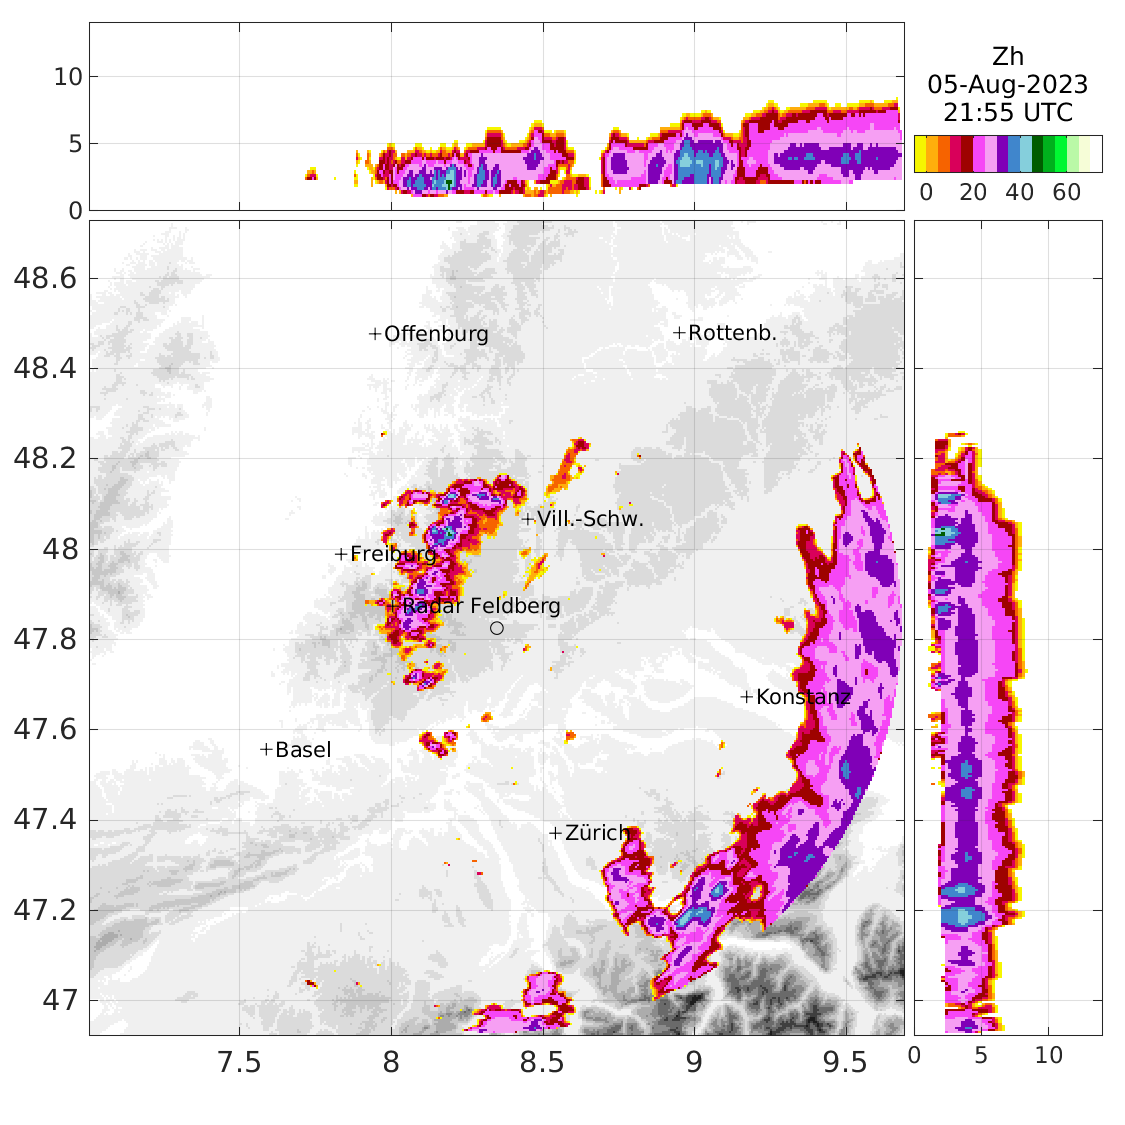 Zh
05-Aug-2023
21:55 UTC
10
5
0
0 20 40 60
48.6
48.4
48.2
48
47.8
47.6
47.4
47.2
47
+Offenburg
+Rottenb.
+Vill.-Schw.
+Freiburg
+Radar Feldberg
+Konstanz
+Basel
+Zürich
7.5 8 8.5 9 9.5
0 5 10